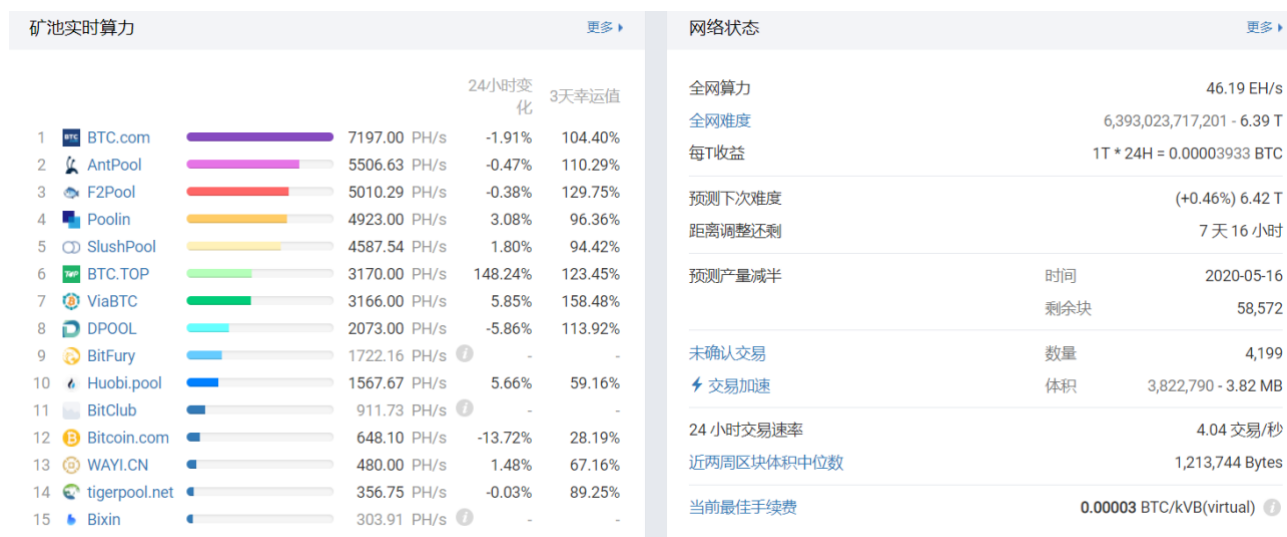 矿池实时算力
更多
24小时变化
3天幸运值
1 BTC.com 7197.00 PH/s -1.91% 104.40%
2 AntPool 5506.63 PH/s -0.47% 110.29%
3 F2Pool 5010.29 PH/s -0.38% 129.75%
4 Poolin 4923.00 PH/s 3.08% 96.36%
5 SlushPool 4587.54 PH/s 1.80% 94.42%
6 BTC.TOP 3170.00 PH/s 148.24% 123.45%
7 ViaBTC 3166.00 PH/s 5.85% 158.48%
8 DPOOL 2073.00 PH/s -5.86% 113.92%
9 BitFury 1722.16 PH/s - -
10 Huobi.pool 1567.67 PH/s 5.66% 59.16%
11 BitClub 911.73 PH/s - -
12 Bitcoin.com 648.10 PH/s -13.72% 28.19%
13 WAYI.CN 480.00 PH/s 1.48% 67.16%
14 tigerpool.net 356.75 PH/s -0.03% 89.25%
15 Bixin 303.91 PH/s - -
网络状态
更多
全网算力 46.19 EH/s
全网难度 6,393,023,717,201 - 6.39 T
每T收益 1T * 24H = 0.00003933 BTC
预测下次难度 (+0.46%) 6.42 T
距离调整还剩 7 天 16 小时
预测产量减半 时间 2020-05-16
剩余块 58,572
未确认交易 数量 4,199
交易加速 体积 3,822,790 - 3.82 MB
24 小时交易速率 4.04 交易/秒
近两周区块体积中位数 1,213,744 Bytes
当前最佳手续费 0.00003 BTC/kVB(virtual)